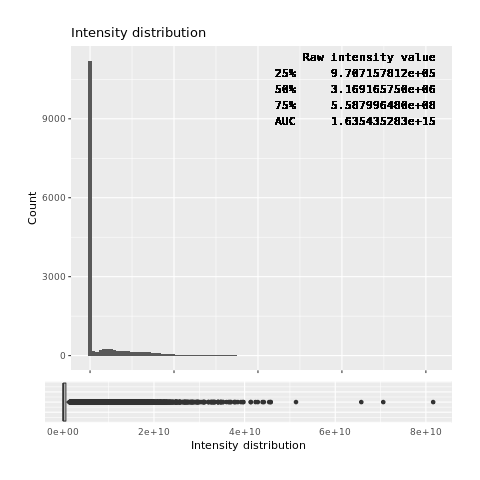 Intensity distribution
Raw intensity value
25% 9.707157812e+05
50% 3.169165750e+06
75% 5.587996480e+08
AUC 1.635435283e+15
Count
9000
6000
3000
0
0e+00 2e+10 4e+10 6e+10 8e+10
Intensity distribution